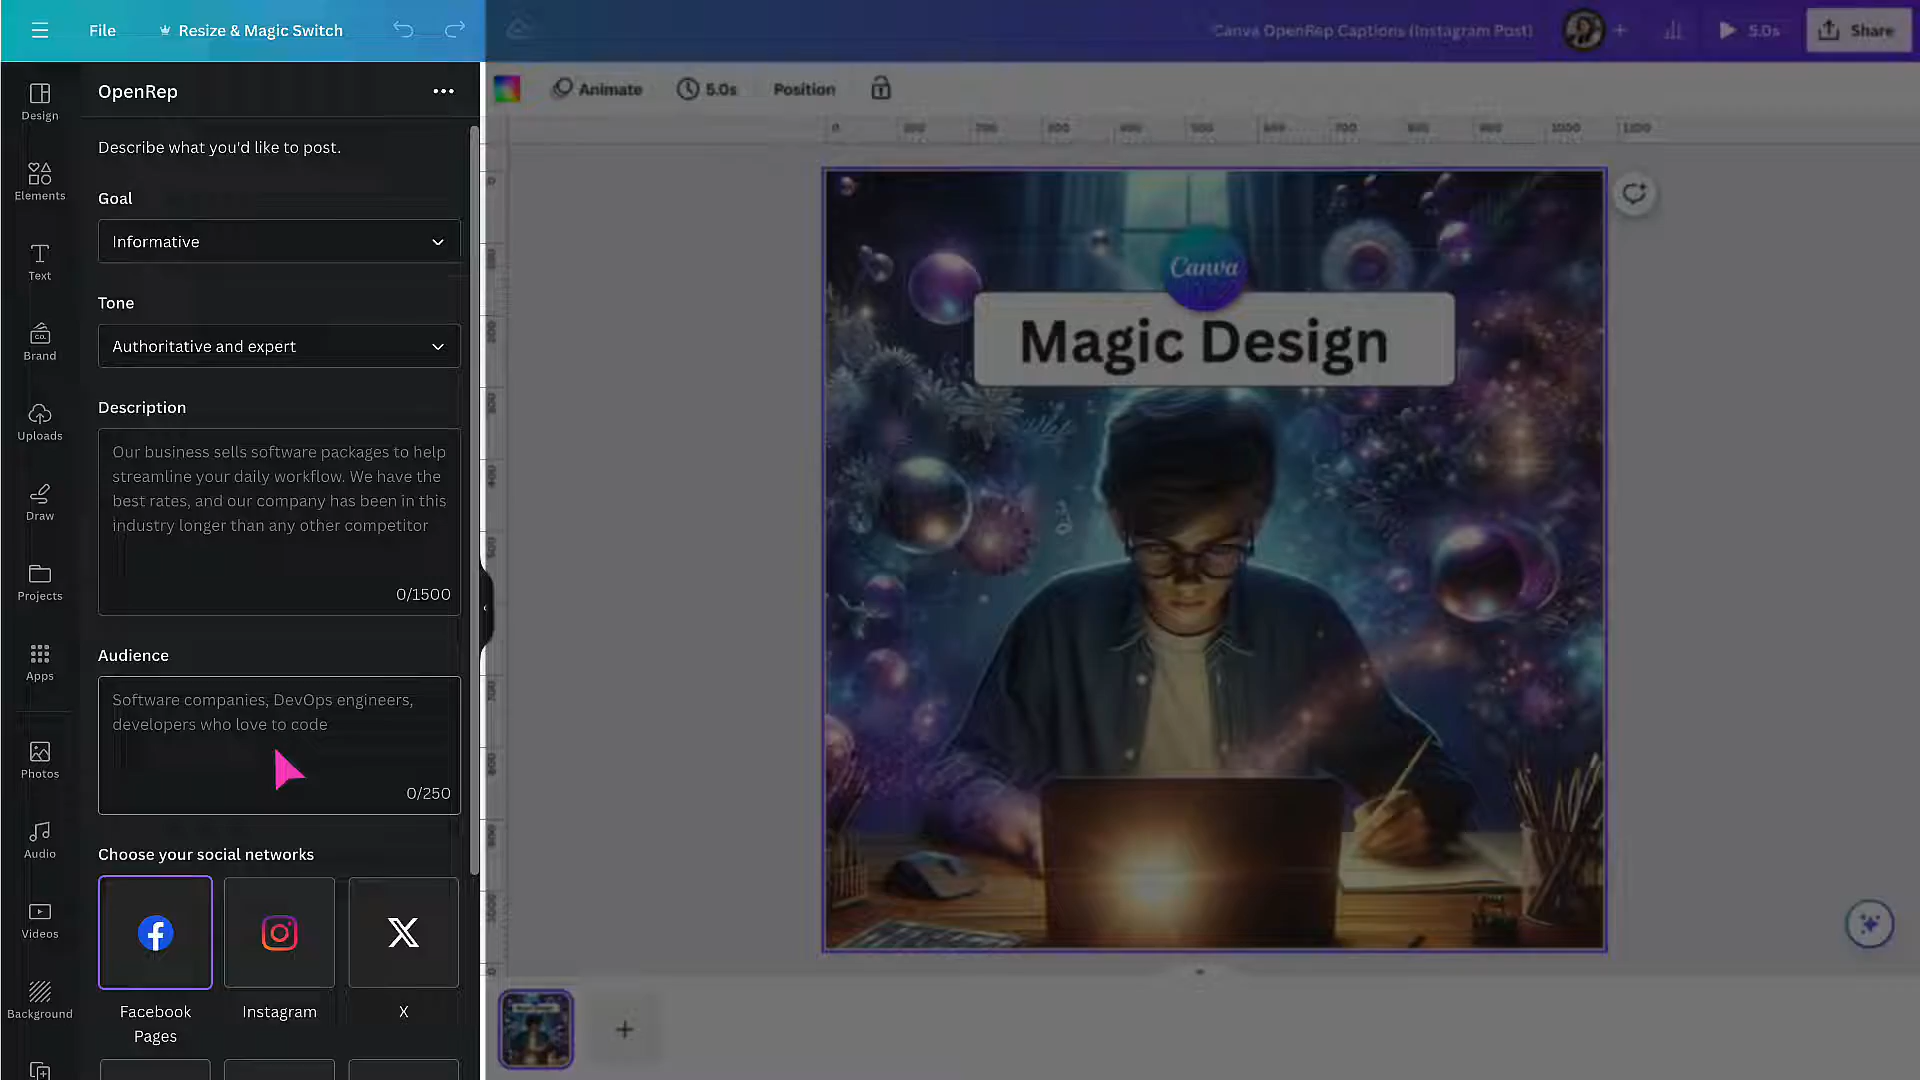 File
Resize & Magic Switch
Canva OpenRep Captions (Instagram Post)
5.0s
Share
Design
Elements
Text
Brand
Uploads
Draw
Projects
Apps
Photos
Audio
Videos
Background
OpenRep
Describe what you'd like to post.
Goal
Informative
Tone
Authoritative and expert
Description
Our business sells software packages to help
streamline your daily workflow. We have the
best rates, and our company has been in this
industry longer than any other competitor
0/1500
Audience
Software companies, DevOps engineers,
developers who love to code
0/250
Choose your social networks
Facebook
Pages
Instagram
X
Animate
5.0s
Position
Canva
Magic Design